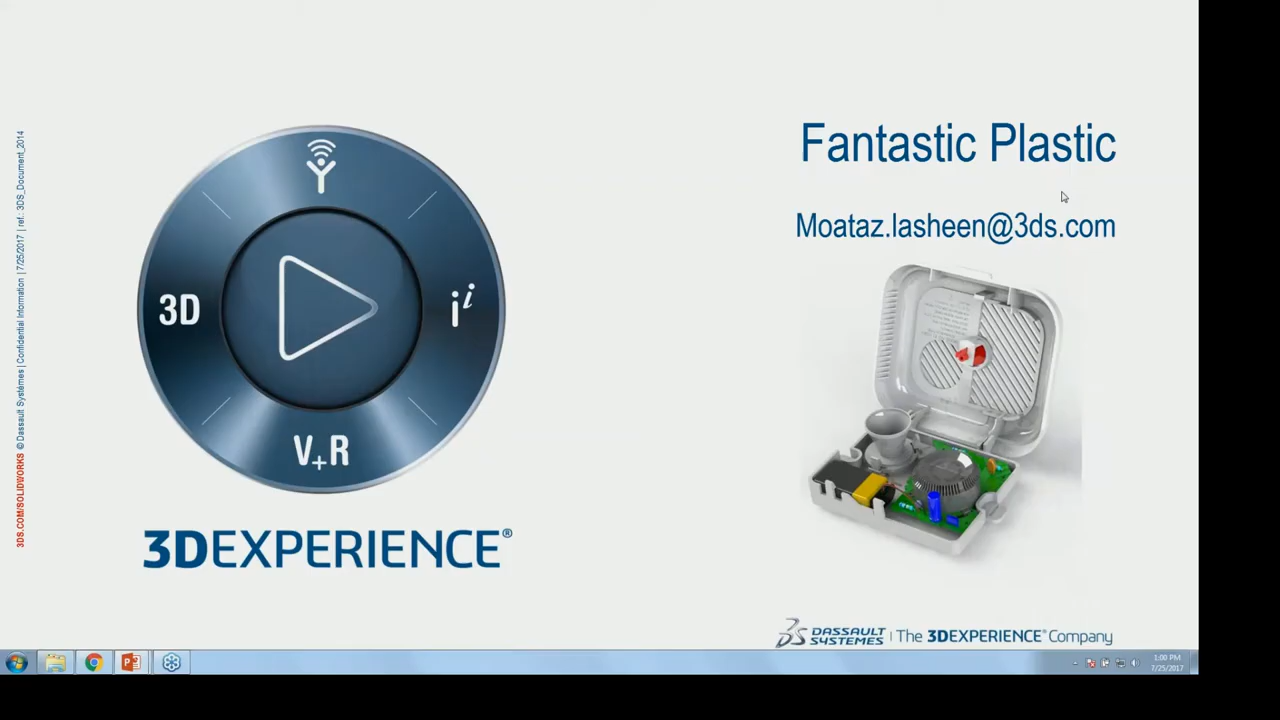 3DS.COM/SOLIDWORKS © Dassault Systèmes | Confidential Information | 7/25/2017 | ref.: 3DS_Document_2014
Fantastic Plastic
Moataz.lasheen@3ds.com
3D
i i
V+R
3DEXPERIENCE®
DASSAULT SYSTEMES | The 3DEXPERIENCE® Company
1:00 PM
7/25/2017